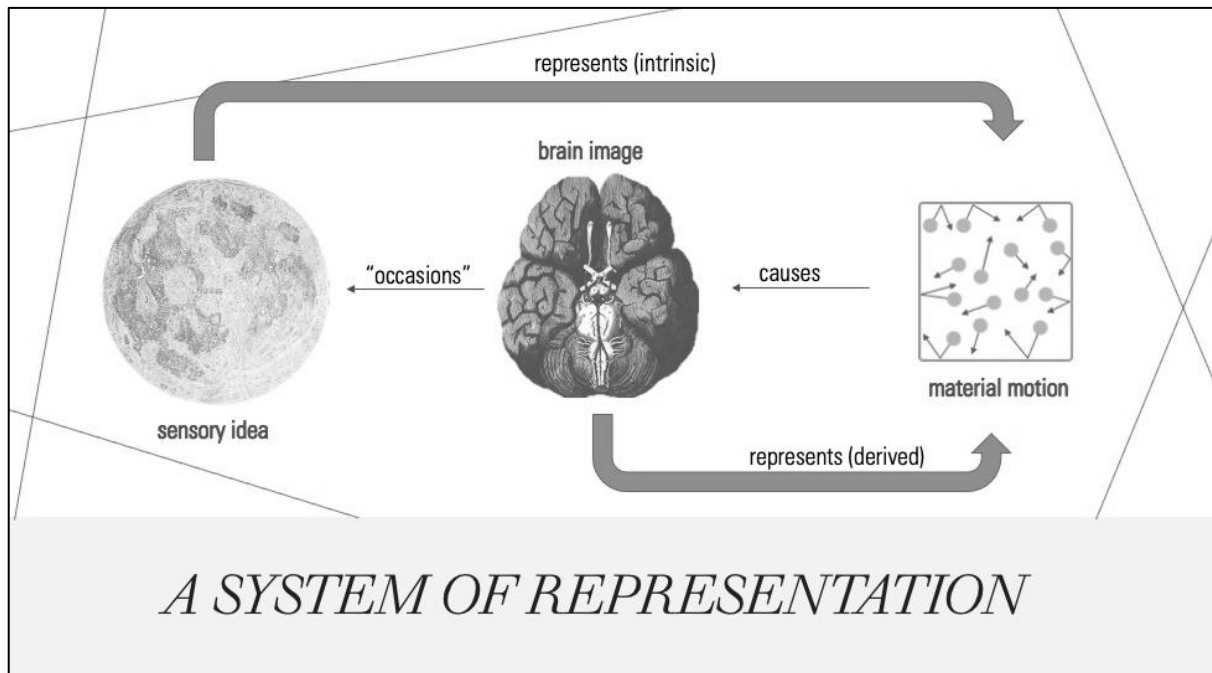 represents (intrinsic)
brain image
“occasions”
causes
material motion
sensory idea
represents (derived)
A SYSTEM OF REPRESENTATION